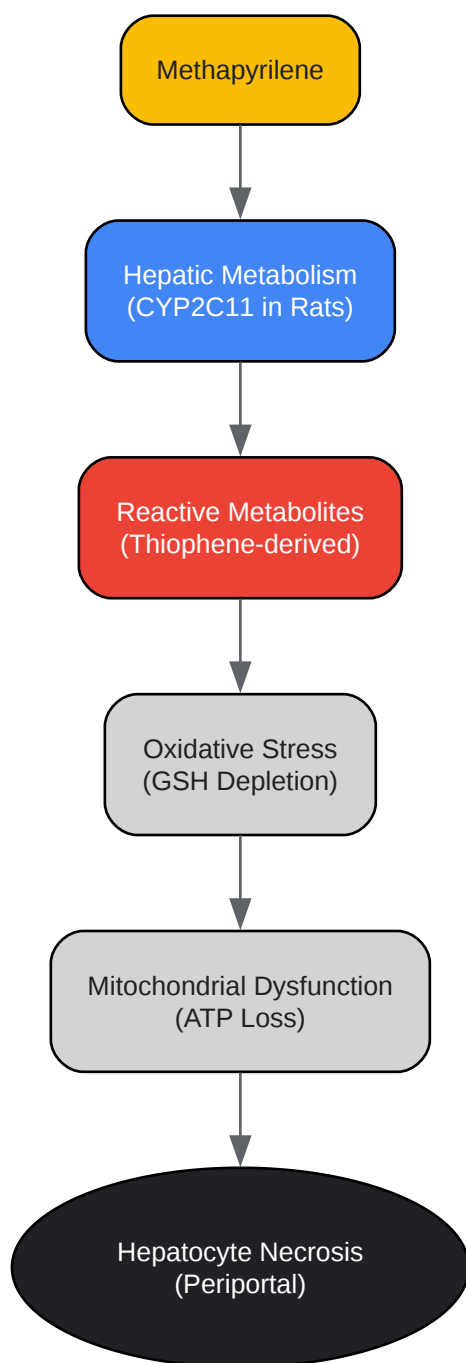 Methapyrilene
Hepatic Metabolism
(CYP2C11 in Rats)
Reactive Metabolites
(Thiophene-derived)
Oxidative Stress
(GSH Depletion)
Mitochondrial Dysfunction
(ATP Loss)
Hepatocyte Necrosis
(Periportal)